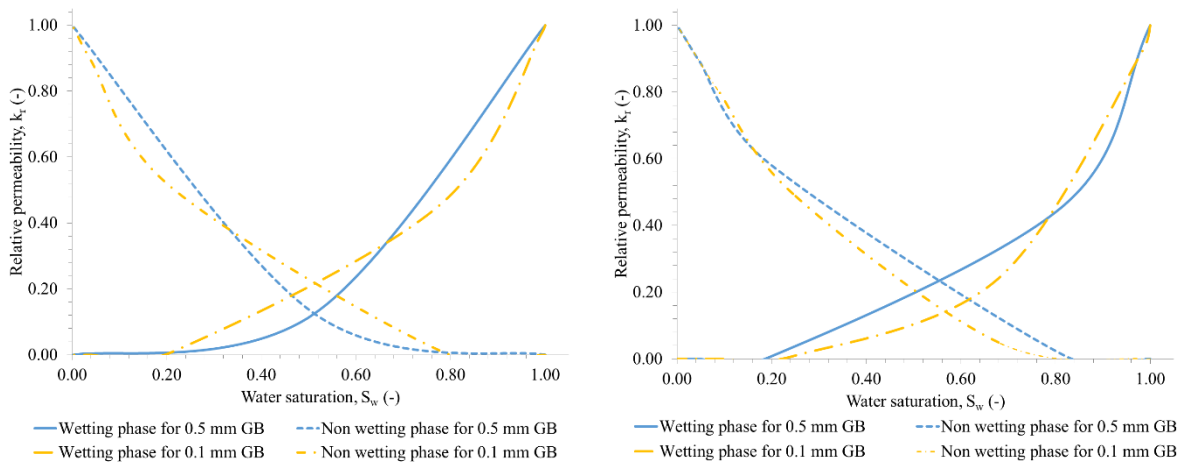 1.00
0.80
0.60
0.40
0.20
0.00
Relative permeability, kᵣ (-)
0.00 0.20 0.40 0.60 0.80 1.00
Water saturation, S_w (-)
Wetting phase for 0.5 mm GB Non wetting phase for 0.5 mm GB
Wetting phase for 0.1 mm GB Non wetting phase for 0.1 mm GB
1.00
0.80
0.60
0.40
0.20
0.00
Relative permeability, kᵣ (-)
0.00 0.20 0.40 0.60 0.80 1.00
Water saturation, S_w (-)
Wetting phase for 0.5 mm GB Non wetting phase for 0.5 mm GB
Wetting phase for 0.1 mm GB Non wetting phase for 0.1 mm GB